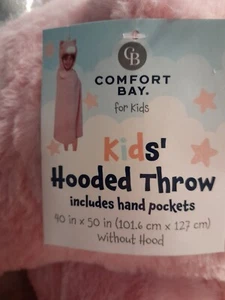 CB
COMFORT
BAY.
for Kids
Kids'
Hooded Throw
includes hand pockets
40 in x 50 in (101.6 cm x 127 cm)
Without Hood